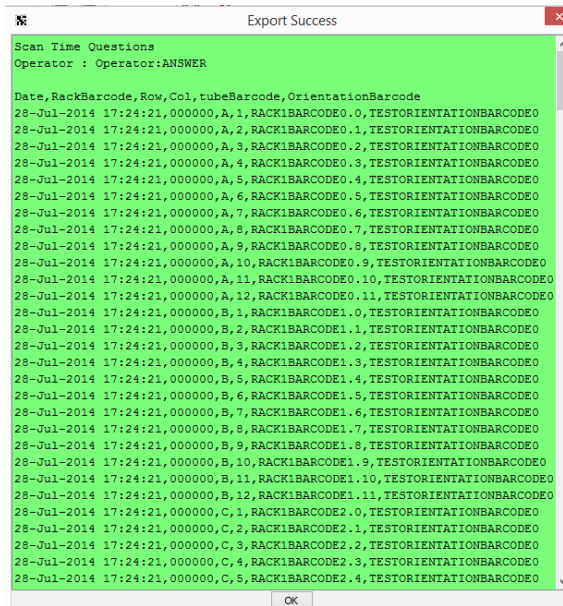 Export Success
Scan Time Questions
Operator : Operator:ANSWER
Date,RackBarcode,Row,Col,tubeBarcode,OrientationBarcode
28-Jul-2014 17:24:21,000000,A,1,RACK1BARCODE0.0,TESTORIENTATIONBARCODE0
28-Jul-2014 17:24:21,000000,A,2,RACK1BARCODE0.1,TESTORIENTATIONBARCODE0
28-Jul-2014 17:24:21,000000,A,3,RACK1BARCODE0.2,TESTORIENTATIONBARCODE0
28-Jul-2014 17:24:21,000000,A,4,RACK1BARCODE0.3,TESTORIENTATIONBARCODE0
28-Jul-2014 17:24:21,000000,A,5,RACK1BARCODE0.4,TESTORIENTATIONBARCODE0
28-Jul-2014 17:24:21,000000,A,6,RACK1BARCODE0.5,TESTORIENTATIONBARCODE0
28-Jul-2014 17:24:21,000000,A,7,RACK1BARCODE0.6,TESTORIENTATIONBARCODE0
28-Jul-2014 17:24:21,000000,A,8,RACK1BARCODE0.7,TESTORIENTATIONBARCODE0
28-Jul-2014 17:24:21,000000,A,9,RACK1BARCODE0.8,TESTORIENTATIONBARCODE0
28-Jul-2014 17:24:21,000000,A,10,RACK1BARCODE0.9,TESTORIENTATIONBARCODE0
28-Jul-2014 17:24:21,000000,A,11,RACK1BARCODE0.10,TESTORIENTATIONBARCODE0
28-Jul-2014 17:24:21,000000,A,12,RACK1BARCODE0.11,TESTORIENTATIONBARCODE0
28-Jul-2014 17:24:21,000000,B,1,RACK1BARCODE1.0,TESTORIENTATIONBARCODE0
28-Jul-2014 17:24:21,000000,B,2,RACK1BARCODE1.1,TESTORIENTATIONBARCODE0
28-Jul-2014 17:24:21,000000,B,3,RACK1BARCODE1.2,TESTORIENTATIONBARCODE0
28-Jul-2014 17:24:21,000000,B,4,RACK1BARCODE1.3,TESTORIENTATIONBARCODE0
28-Jul-2014 17:24:21,000000,B,5,RACK1BARCODE1.4,TESTORIENTATIONBARCODE0
28-Jul-2014 17:24:21,000000,B,6,RACK1BARCODE1.5,TESTORIENTATIONBARCODE0
28-Jul-2014 17:24:21,000000,B,7,RACK1BARCODE1.6,TESTORIENTATIONBARCODE0
28-Jul-2014 17:24:21,000000,B,8,RACK1BARCODE1.7,TESTORIENTATIONBARCODE0
28-Jul-2014 17:24:21,000000,B,9,RACK1BARCODE1.8,TESTORIENTATIONBARCODE0
28-Jul-2014 17:24:21,000000,B,10,RACK1BARCODE1.9,TESTORIENTATIONBARCODE0
28-Jul-2014 17:24:21,000000,B,11,RACK1BARCODE1.10,TESTORIENTATIONBARCODE0
28-Jul-2014 17:24:21,000000,B,12,RACK1BARCODE1.11,TESTORIENTATIONBARCODE0
28-Jul-2014 17:24:21,000000,C,1,RACK1BARCODE2.0,TESTORIENTATIONBARCODE0
28-Jul-2014 17:24:21,000000,C,2,RACK1BARCODE2.1,TESTORIENTATIONBARCODE0
28-Jul-2014 17:24:21,000000,C,3,RACK1BARCODE2.2,TESTORIENTATIONBARCODE0
28-Jul-2014 17:24:21,000000,C,4,RACK1BARCODE2.3,TESTORIENTATIONBARCODE0
28-Jul-2014 17:24:21,000000,C,5,RACK1BARCODE2.4,TESTORIENTATIONBARCODE0
OK